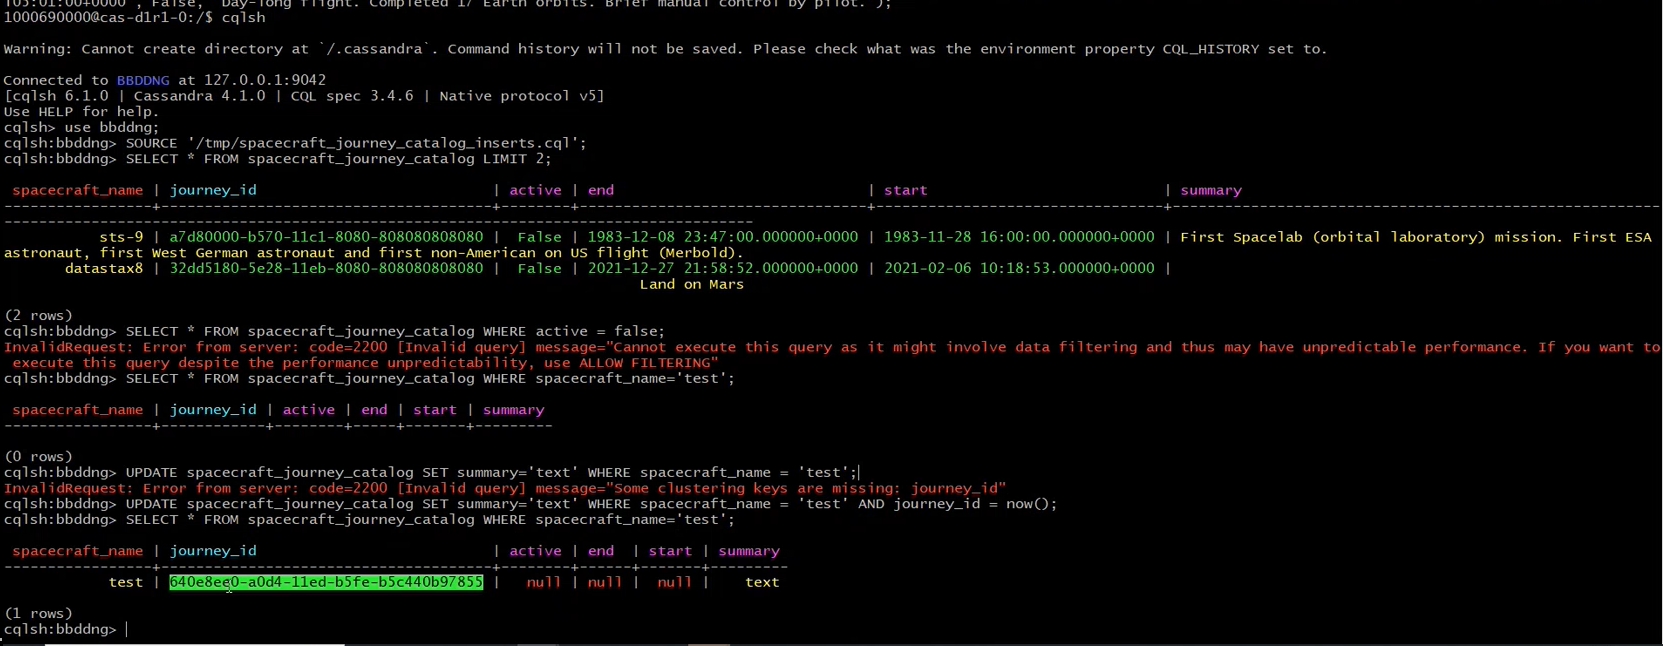 105:01:00+0000', False, 'Day-long flight. Completed 17 Earth orbits. Brief manual control by pilot.');
1000690000@cas-d1r1-0:/$ cqlsh
Warning: Cannot create directory at `/.cassandra`. Command history will not be saved. Please check what was the environment property CQL_HISTORY set to.
Connected to BBDDNG at 127.0.0.1:9042
[cqlsh 6.1.0 | Cassandra 4.1.0 | CQL spec 3.4.6 | Native protocol v5]
Use HELP for help.
cqlsh> use bbddng;
cqlsh:bbddng> SOURCE '/tmp/spacecraft_journey_catalog_inserts.cql';
cqlsh:bbddng> SELECT * FROM spacecraft_journey_catalog LIMIT 2;
spacecraft_name | journey_id | active | end | start | summary
-----------------+--------------------------------------+--------+---------------------------------+---------------------------------+------------------------------------------------------
sts-9 | a7d80000-b570-11c1-8080-808080808080 | False | 1983-12-08 23:47:00.000000+0000 | 1983-11-28 16:00:00.000000+0000 | First Spacelab (orbital laboratory) mission. First ESA
astronaut, first West German astronaut and first non-American on US flight (Merbold).
datastax8 | 32dd5180-5e28-11eb-8080-808080808080 | False | 2021-12-27 21:58:52.000000+0000 | 2021-02-06 10:18:53.000000+0000 |
Land on Mars
(2 rows)
cqlsh:bbddng> SELECT * FROM spacecraft_journey_catalog WHERE active = false;
InvalidRequest: Error from server: code=2200 [Invalid query] message="Cannot execute this query as it might involve data filtering and thus may have unpredictable performance. If you want to
execute this query despite the performance unpredictability, use ALLOW FILTERING"
cqlsh:bbddng> SELECT * FROM spacecraft_journey_catalog WHERE spacecraft_name='test';
spacecraft_name | journey_id | active | end | start | summary
-----------------+------------+--------+-----+-------+---------
(0 rows)
cqlsh:bbddng> UPDATE spacecraft_journey_catalog SET summary='text' WHERE spacecraft_name = 'test';
InvalidRequest: Error from server: code=2200 [Invalid query] message="Some clustering keys are missing: journey_id"
cqlsh:bbddng> UPDATE spacecraft_journey_catalog SET summary='text' WHERE spacecraft_name = 'test' AND journey_id = now();
cqlsh:bbddng> SELECT * FROM spacecraft_journey_catalog WHERE spacecraft_name='test';
spacecraft_name | journey_id | active | end | start | summary
-----------------+--------------------------------------+--------+------+-------+---------
test | 640e8ee0-a0d4-11ed-b5fe-b5c440b97855 | null | null | null | text
(1 rows)
cqlsh:bbddng>